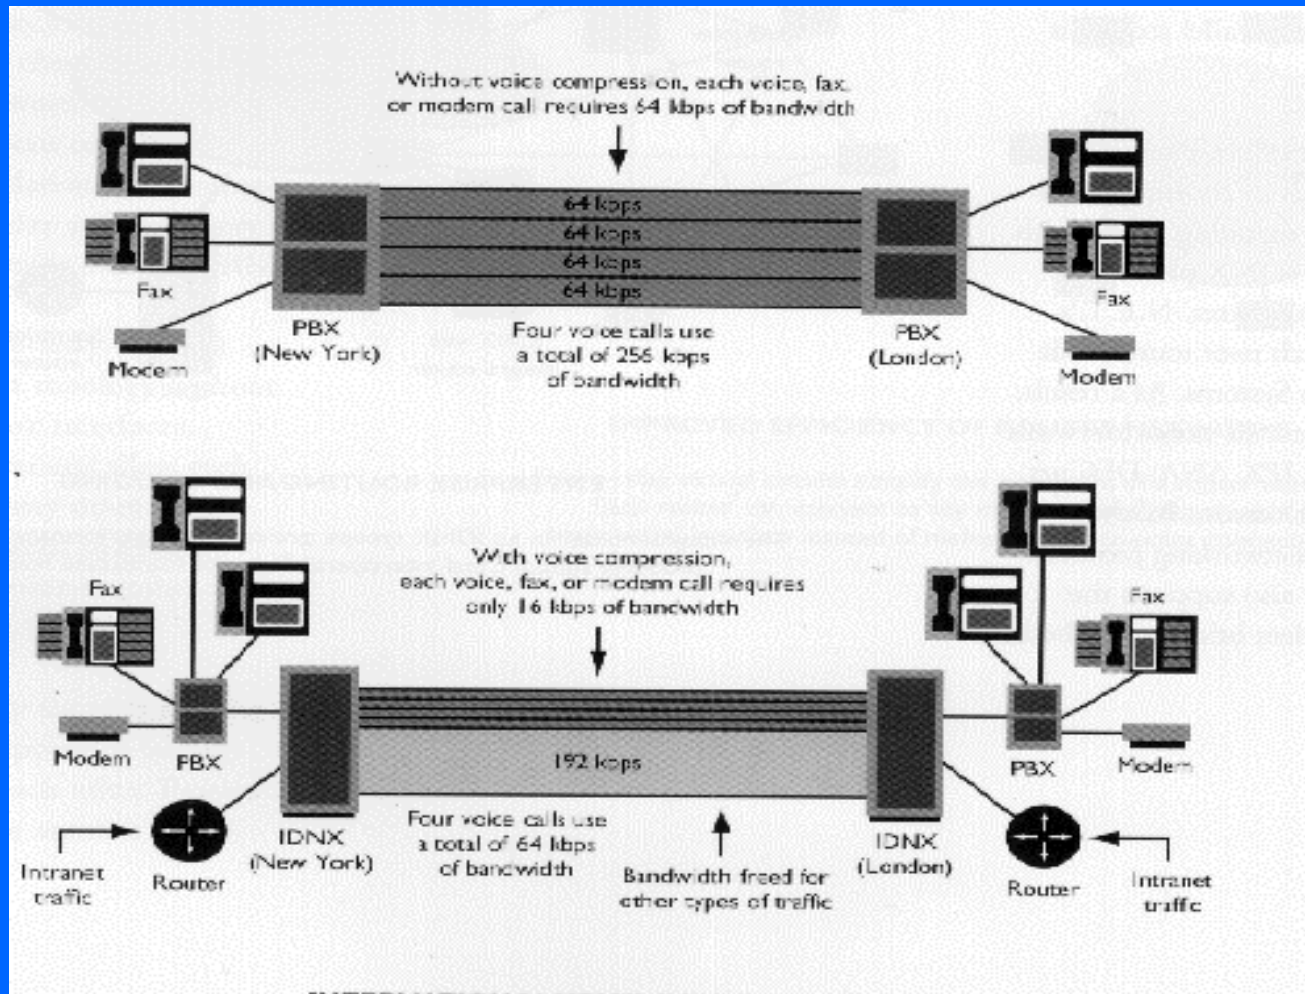 Without voice compression, each voice, fax,
or modem call requires 64 kbps of bandwidth
64 kbps
64 kbps
64 kbps
64 kbps
Fax
Modem
PBX
(New York)
Four voice calls use
a total of 256 kbps
of bandwidth
PBX
(London)
Fax
Modem
With voice compression,
each voice, fax, or modem call requires
only 16 kbps of bandwidth
Fax
Fax
Modem
PBX
192 kbps
PBX
Modem
IDNX
(New York)
Four voice calls use
a total of 64 kbps
of bandwidth
Bandwidth freed for
other types of traffic
IDNX
(London)
Intranet
traffic
Router
Router
Intranet
traffic